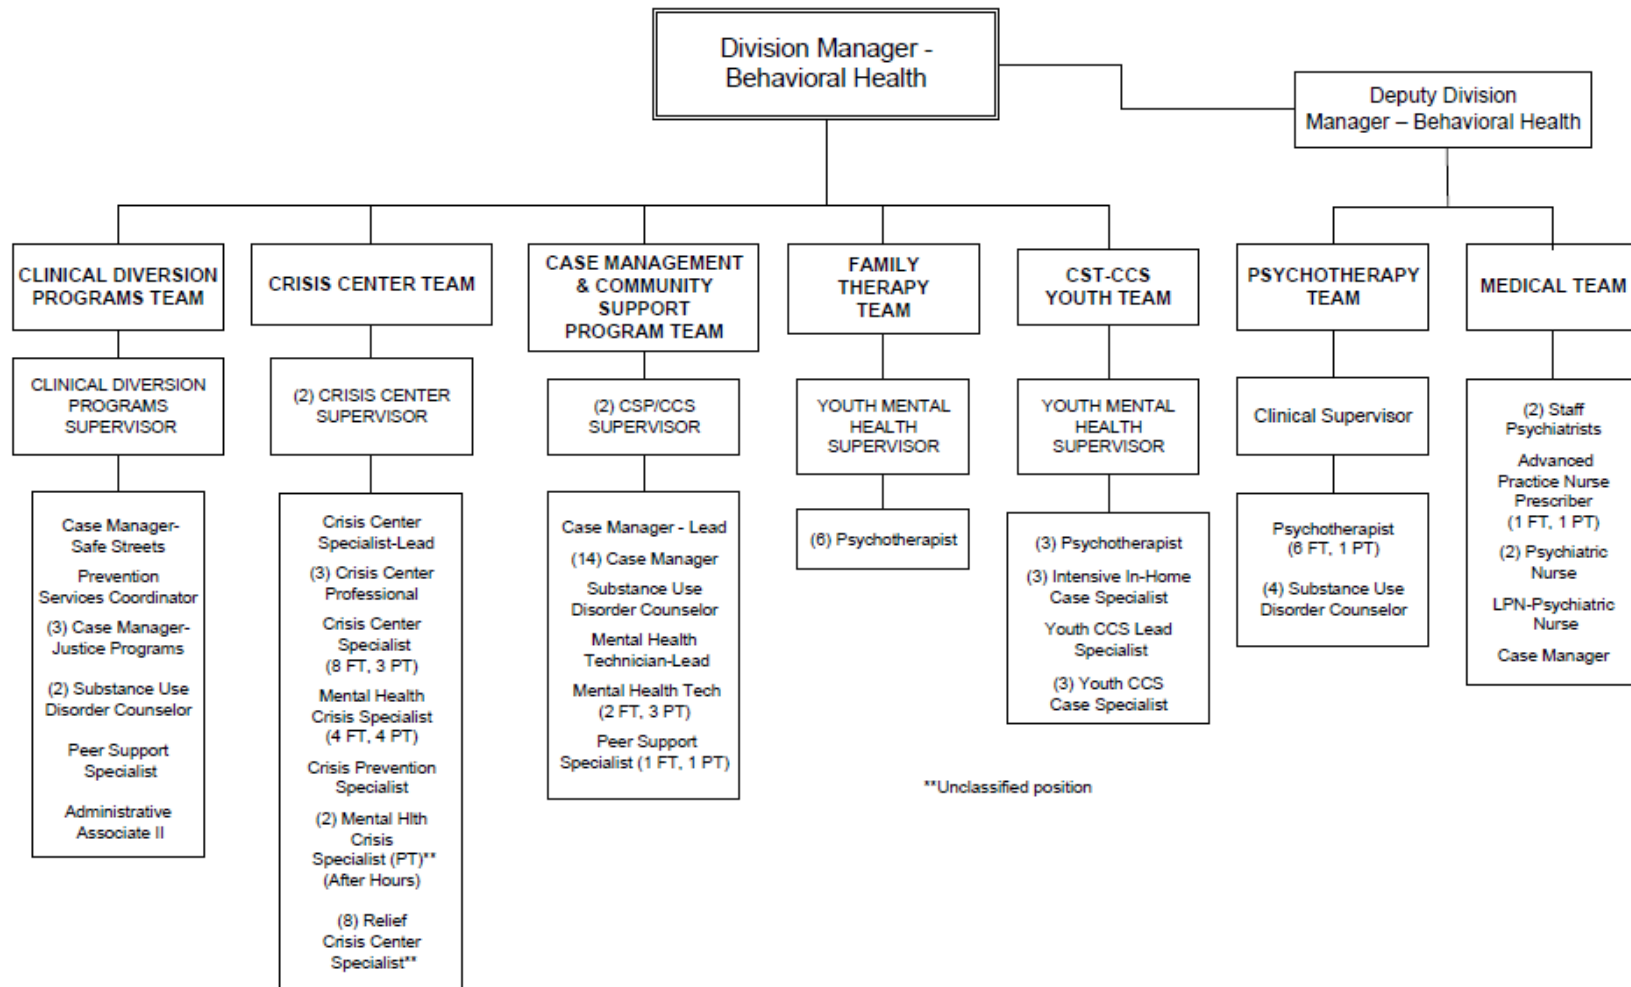 Division Manager -
Behavioral Health
Deputy Division
Manager – Behavioral Health
CLINICAL DIVERSION
PROGRAMS TEAM
CLINICAL DIVERSION
PROGRAMS
SUPERVISOR
Case Manager-
Safe Streets
Prevention
Services Coordinator
(3) Case Manager-
Justice Programs
(2) Substance Use
Disorder Counselor
Peer Support
Specialist
Administrative
Associate II
CRISIS CENTER TEAM
(2) CRISIS CENTER
SUPERVISOR
Crisis Center
Specialist-Lead
(3) Crisis Center
Professional
Crisis Center
Specialist
(8 FT, 3 PT)
Mental Health
Crisis Specialist
(4 FT, 4 PT)
Crisis Prevention
Specialist
(2) Mental Hlth
Crisis
Specialist (PT)**
(After Hours)
(8) Relief
Crisis Center
Specialist**
CASE MANAGEMENT
& COMMUNITY
SUPPORT
PROGRAM TEAM
(2) CSP/CCS
SUPERVISOR
Case Manager - Lead
(14) Case Manager
Substance Use
Disorder Counselor
Mental Health
Technician-Lead
Mental Health Tech
(2 FT, 3 PT)
Peer Support
Specialist (1 FT, 1 PT)
FAMILY
THERAPY
TEAM
YOUTH MENTAL
HEALTH
SUPERVISOR
(6) Psychotherapist
CST-CCS
YOUTH TEAM
YOUTH MENTAL
HEALTH
SUPERVISOR
(3) Psychotherapist
(3) Intensive In-Home
Case Specialist
Youth CCS Lead
Specialist
(3) Youth CCS
Case Specialist
PSYCHOTHERAPY
TEAM
Clinical Supervisor
Psychotherapist
(6 FT, 1 PT)
(4) Substance Use
Disorder Counselor
MEDICAL TEAM
(2) Staff
Psychiatrists
Advanced
Practice Nurse
Prescriber
(1 FT, 1 PT)
(2) Psychiatric
Nurse
LPN-Psychiatric
Nurse
Case Manager
**Unclassified position